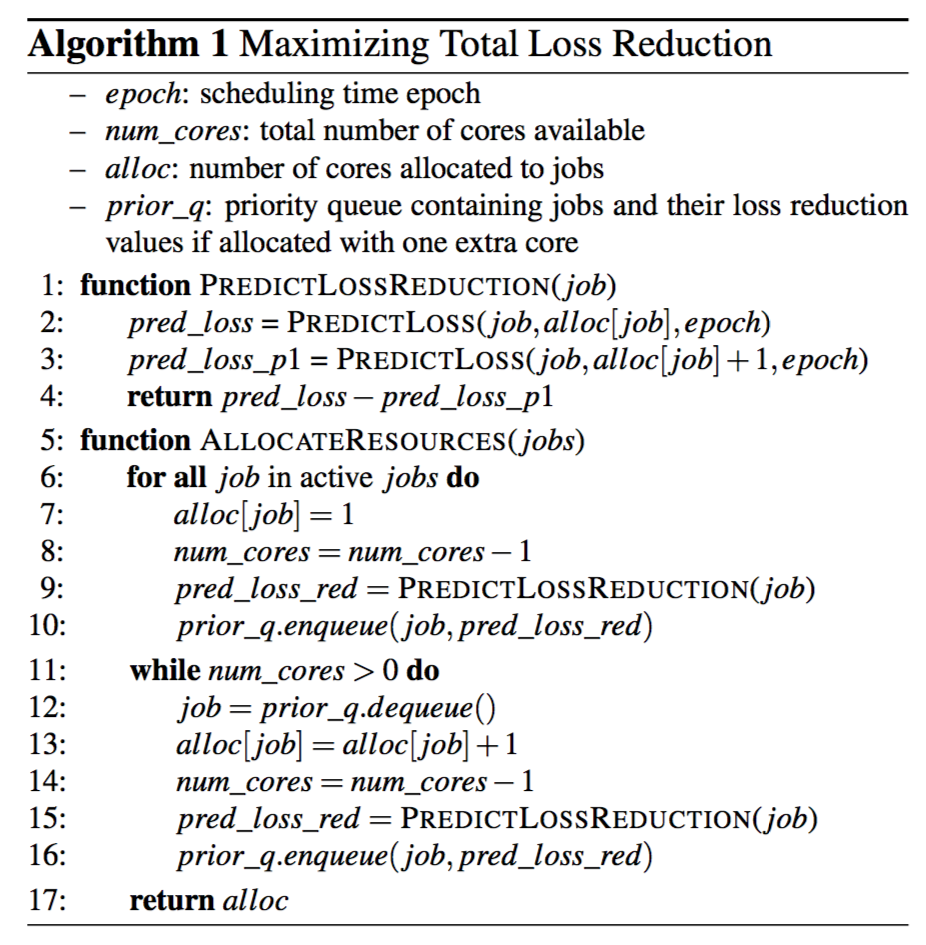 Algorithm 1 Maximizing Total Loss Reduction
– epoch: scheduling time epoch
– num_cores: total number of cores available
– alloc: number of cores allocated to jobs
– prior_q: priority queue containing jobs and their loss reduction
values if allocated with one extra core
1: function PREDICTLOSSREDUCTION(job)
2: pred_loss = PREDICTLOSS(job,alloc[job],epoch)
3: pred_loss_p1 = PREDICTLOSS(job,alloc[job]+1,epoch)
4: return pred_loss − pred_loss_p1
5: function ALLOCATERESOURCES(jobs)
6: for all job in active jobs do
7: alloc[job] = 1
8: num_cores = num_cores − 1
9: pred_loss_red = PREDICTLOSSREDUCTION(job)
10: prior_q.enqueue(job,pred_loss_red)
11: while num_cores > 0 do
12: job = prior_q.dequeue()
13: alloc[job] = alloc[job]+1
14: num_cores = num_cores − 1
15: pred_loss_red = PREDICTLOSSREDUCTION(job)
16: prior_q.enqueue(job,pred_loss_red)
17: return alloc